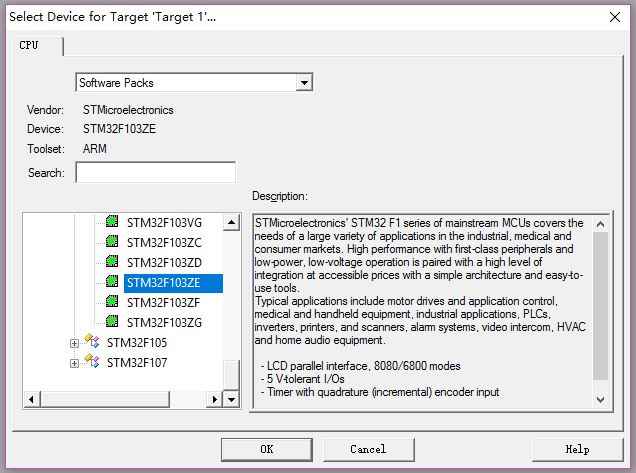 Select Device for Target 'Target 1'...
CPU
Software Packs
Vendor: STMicroelectronics
Device: STM32F103ZE
Toolset: ARM
Search:
Description:
STM32F103VG
STM32F103ZC
STM32F103ZD
STM32F103ZE
STM32F103ZF
STM32F103ZG
STM32F105
STM32F107
STMicroelectronics' STM32 F1 series of mainstream MCUs covers the
needs of a large variety of applications in the industrial, medical and
consumer markets. High performance with first-class peripherals and
low-power, low-voltage operation is paired with a high level of
integration at accessible prices with a simple architecture and easy-to-
use tools.
Typical applications include motor drives and application control,
medical and handheld equipment, industrial applications, PLCs,
inverters, printers, and scanners, alarm systems, video intercom, HVAC
and home audio equipment.
- LCD parallel interface, 8080/6800 modes
- 5 V-tolerant I/Os
- Timer with quadrature (incremental) encoder input
OK
Cancel
Help